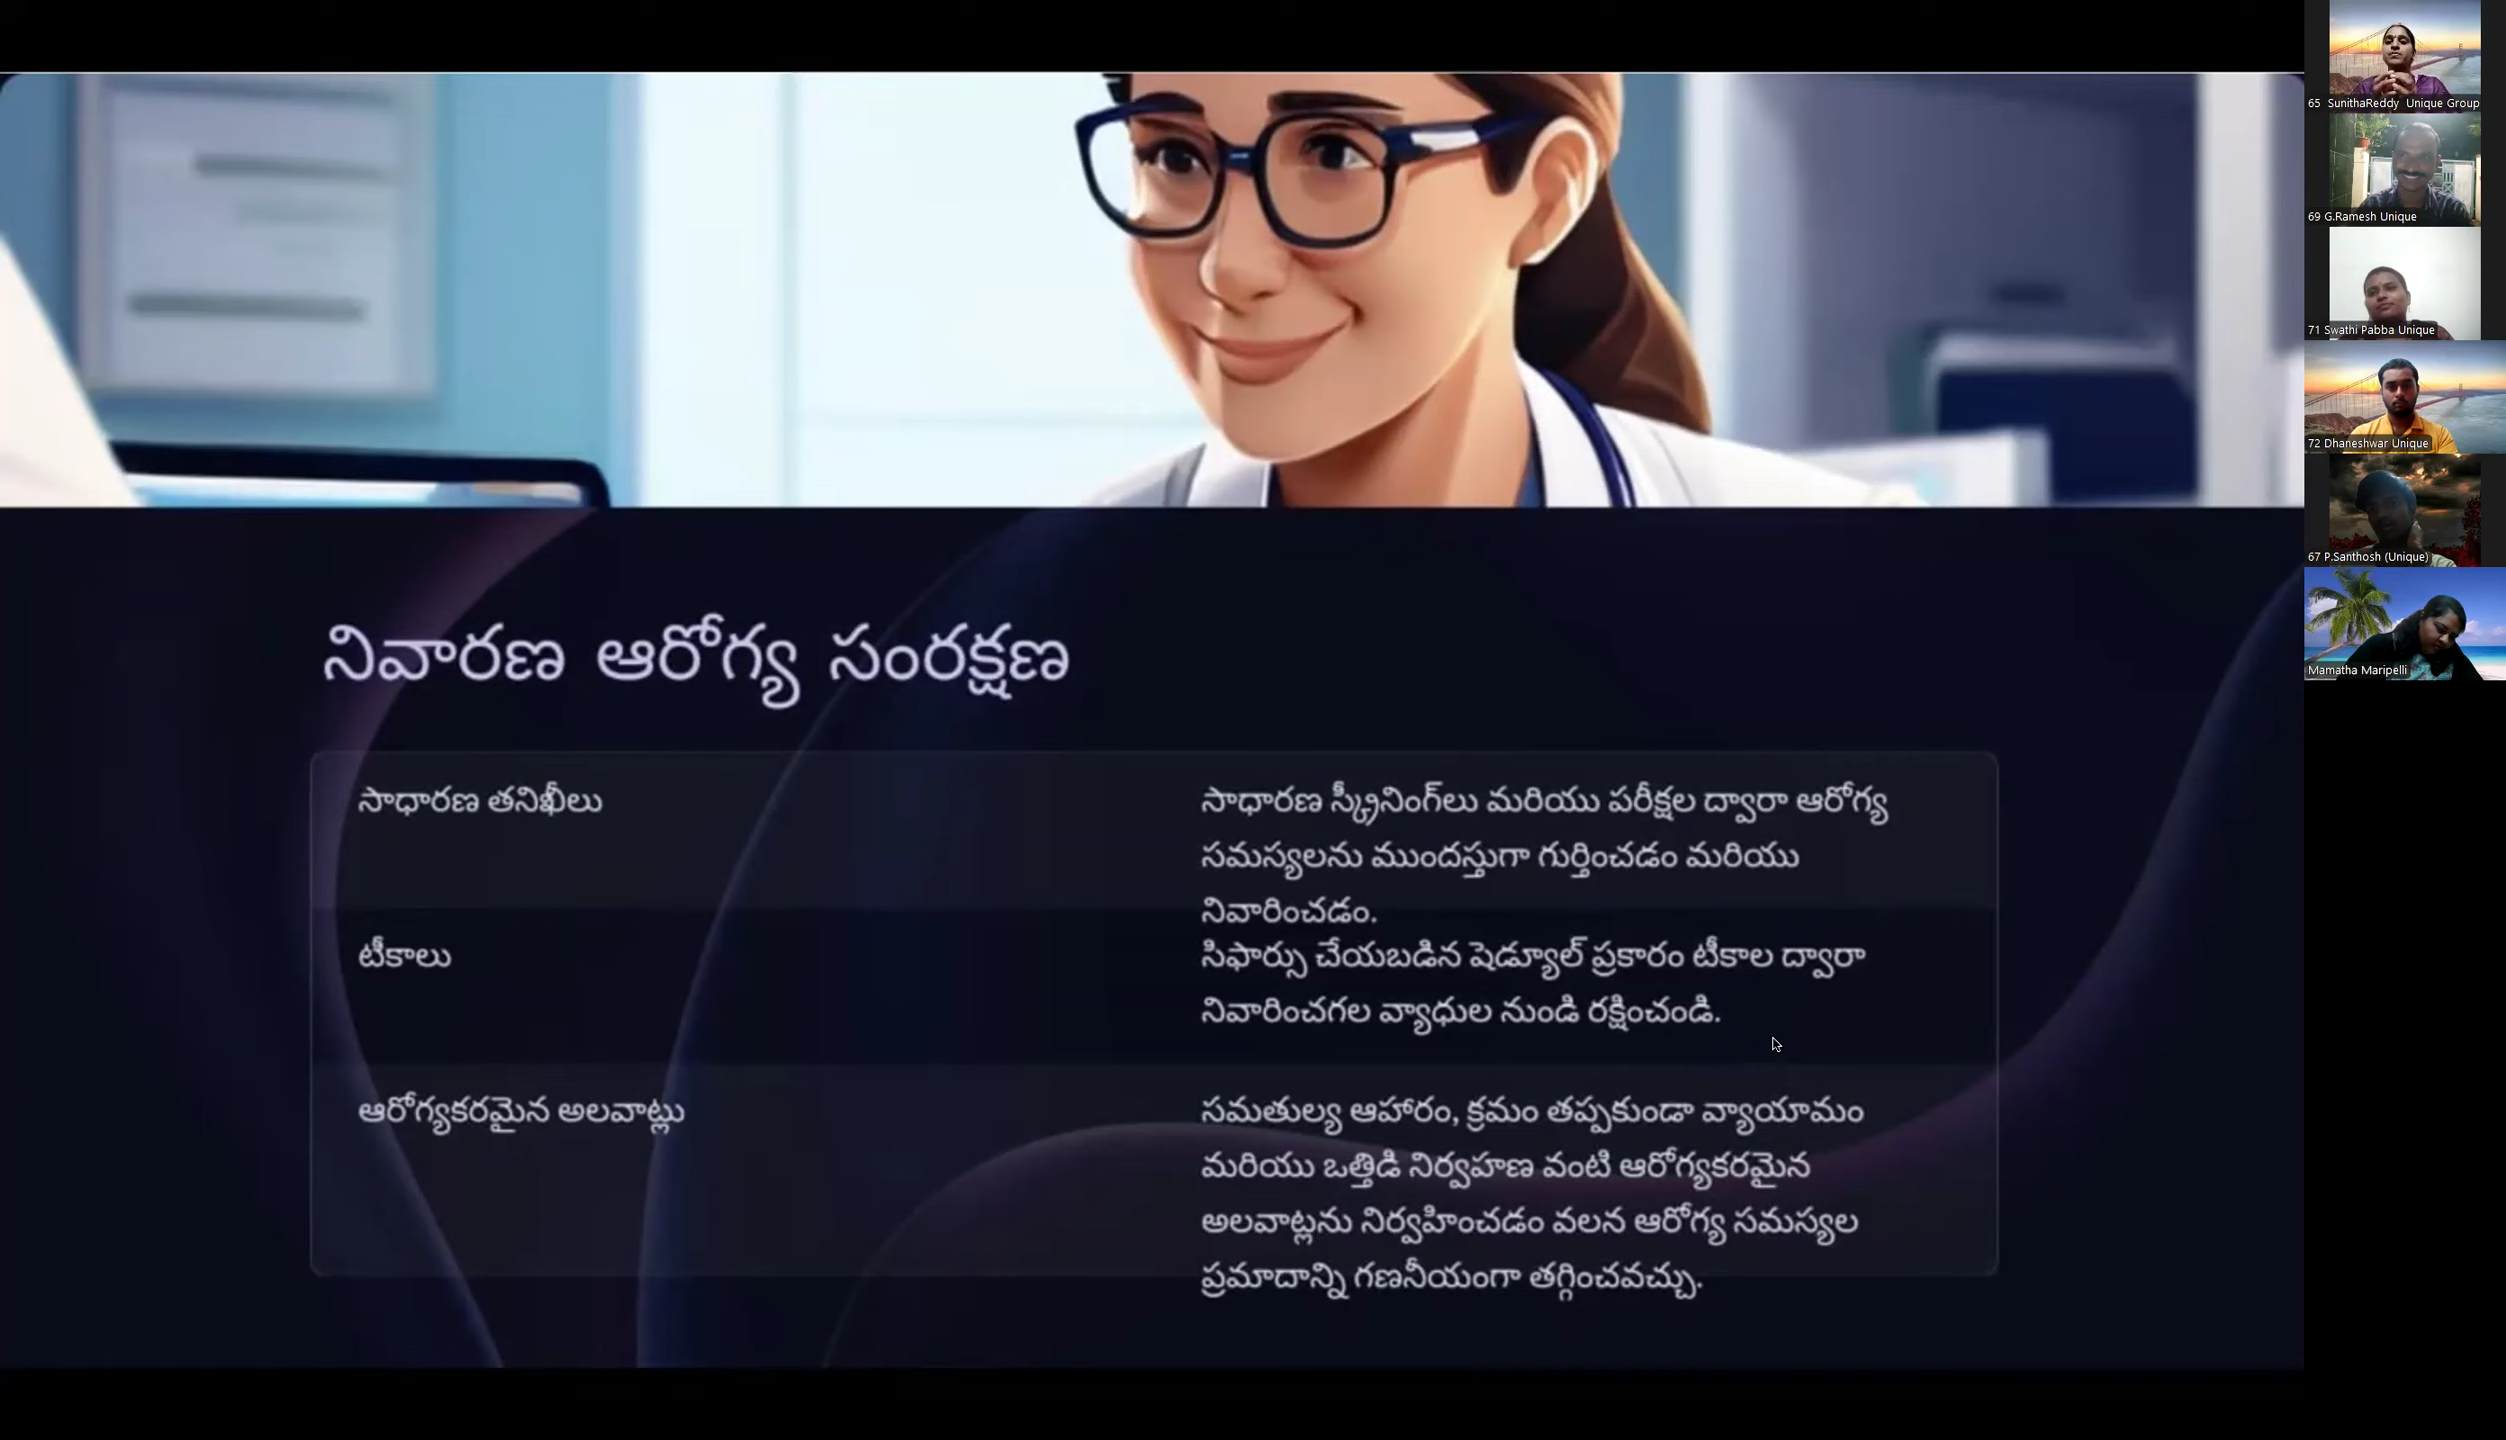 నివారణ ఆరోగ్య సంరక్షణ
సాధారణ తనిఖీలు
సాధారణ స్క్రీనింగ్‌లు మరియు పరీక్షల ద్వారా ఆరోగ్య
సమస్యలను ముందస్తుగా గుర్తించడం మరియు
నివారించడం.
టీకాలు
సిఫార్సు చేయబడిన షెడ్యూల్ ప్రకారం టీకాల ద్వారా
నివారించగల వ్యాధుల నుండి రక్షించండి.
ఆరోగ్యకరమైన అలవాట్లు
సమతుల్య ఆహారం, క్రమం తప్పకుండా వ్యాయామం
మరియు ఒత్తిడి నిర్వహణ వంటి ఆరోగ్యకరమైన
అలవాట్లను నిర్వహించడం వలన ఆరోగ్య సమస్యల
ప్రమాదాన్ని గణనీయంగా తగ్గించవచ్చు.
65 SunithaReddy Unique Group
69 G.Ramesh Unique
71 Swathi Pabba Unique
72 Dhaneshwar Unique
67 P.Santhosh (Unique)
Mamatha Maripelli